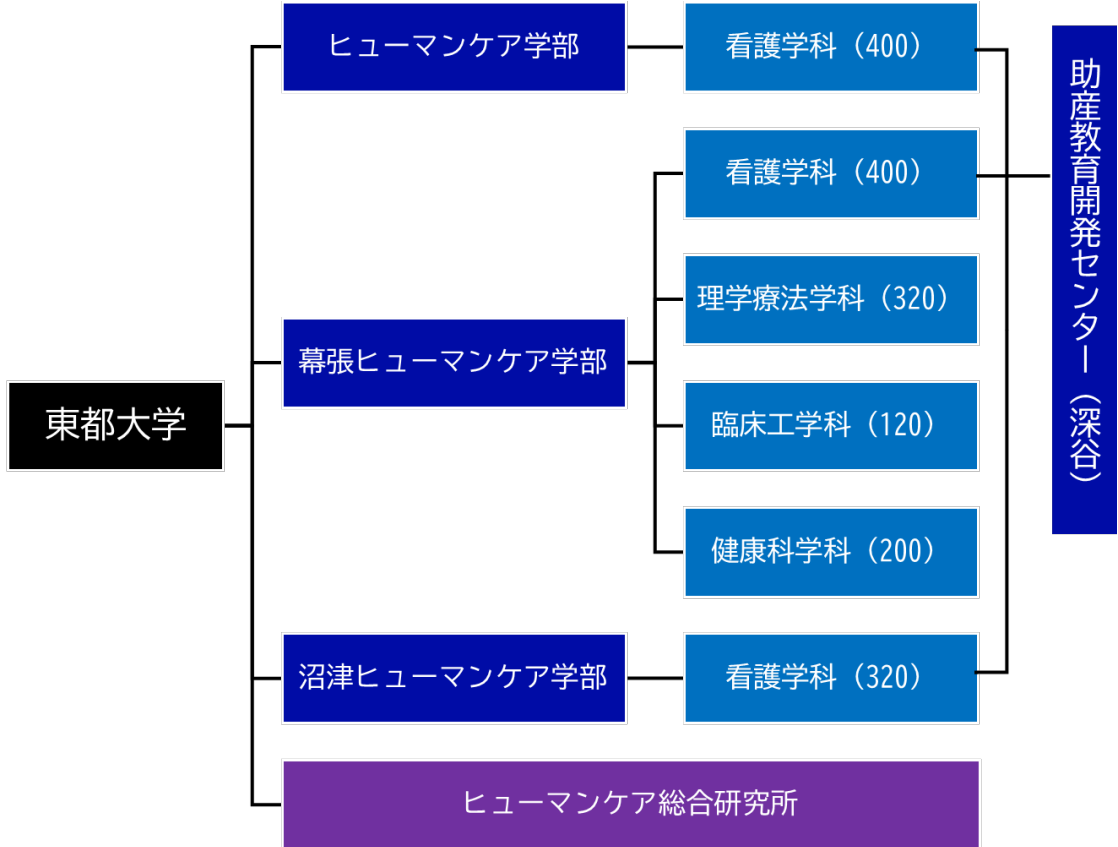 東都大学
ヒューマンケア学部
看護学科（400）
幕張ヒューマンケア学部
看護学科（400）
理学療法学科（320）
臨床工学科（120）
健康科学科（200）
沼津ヒューマンケア学部
看護学科（320）
ヒューマンケア総合研究所
助産教育開発センター（深谷）